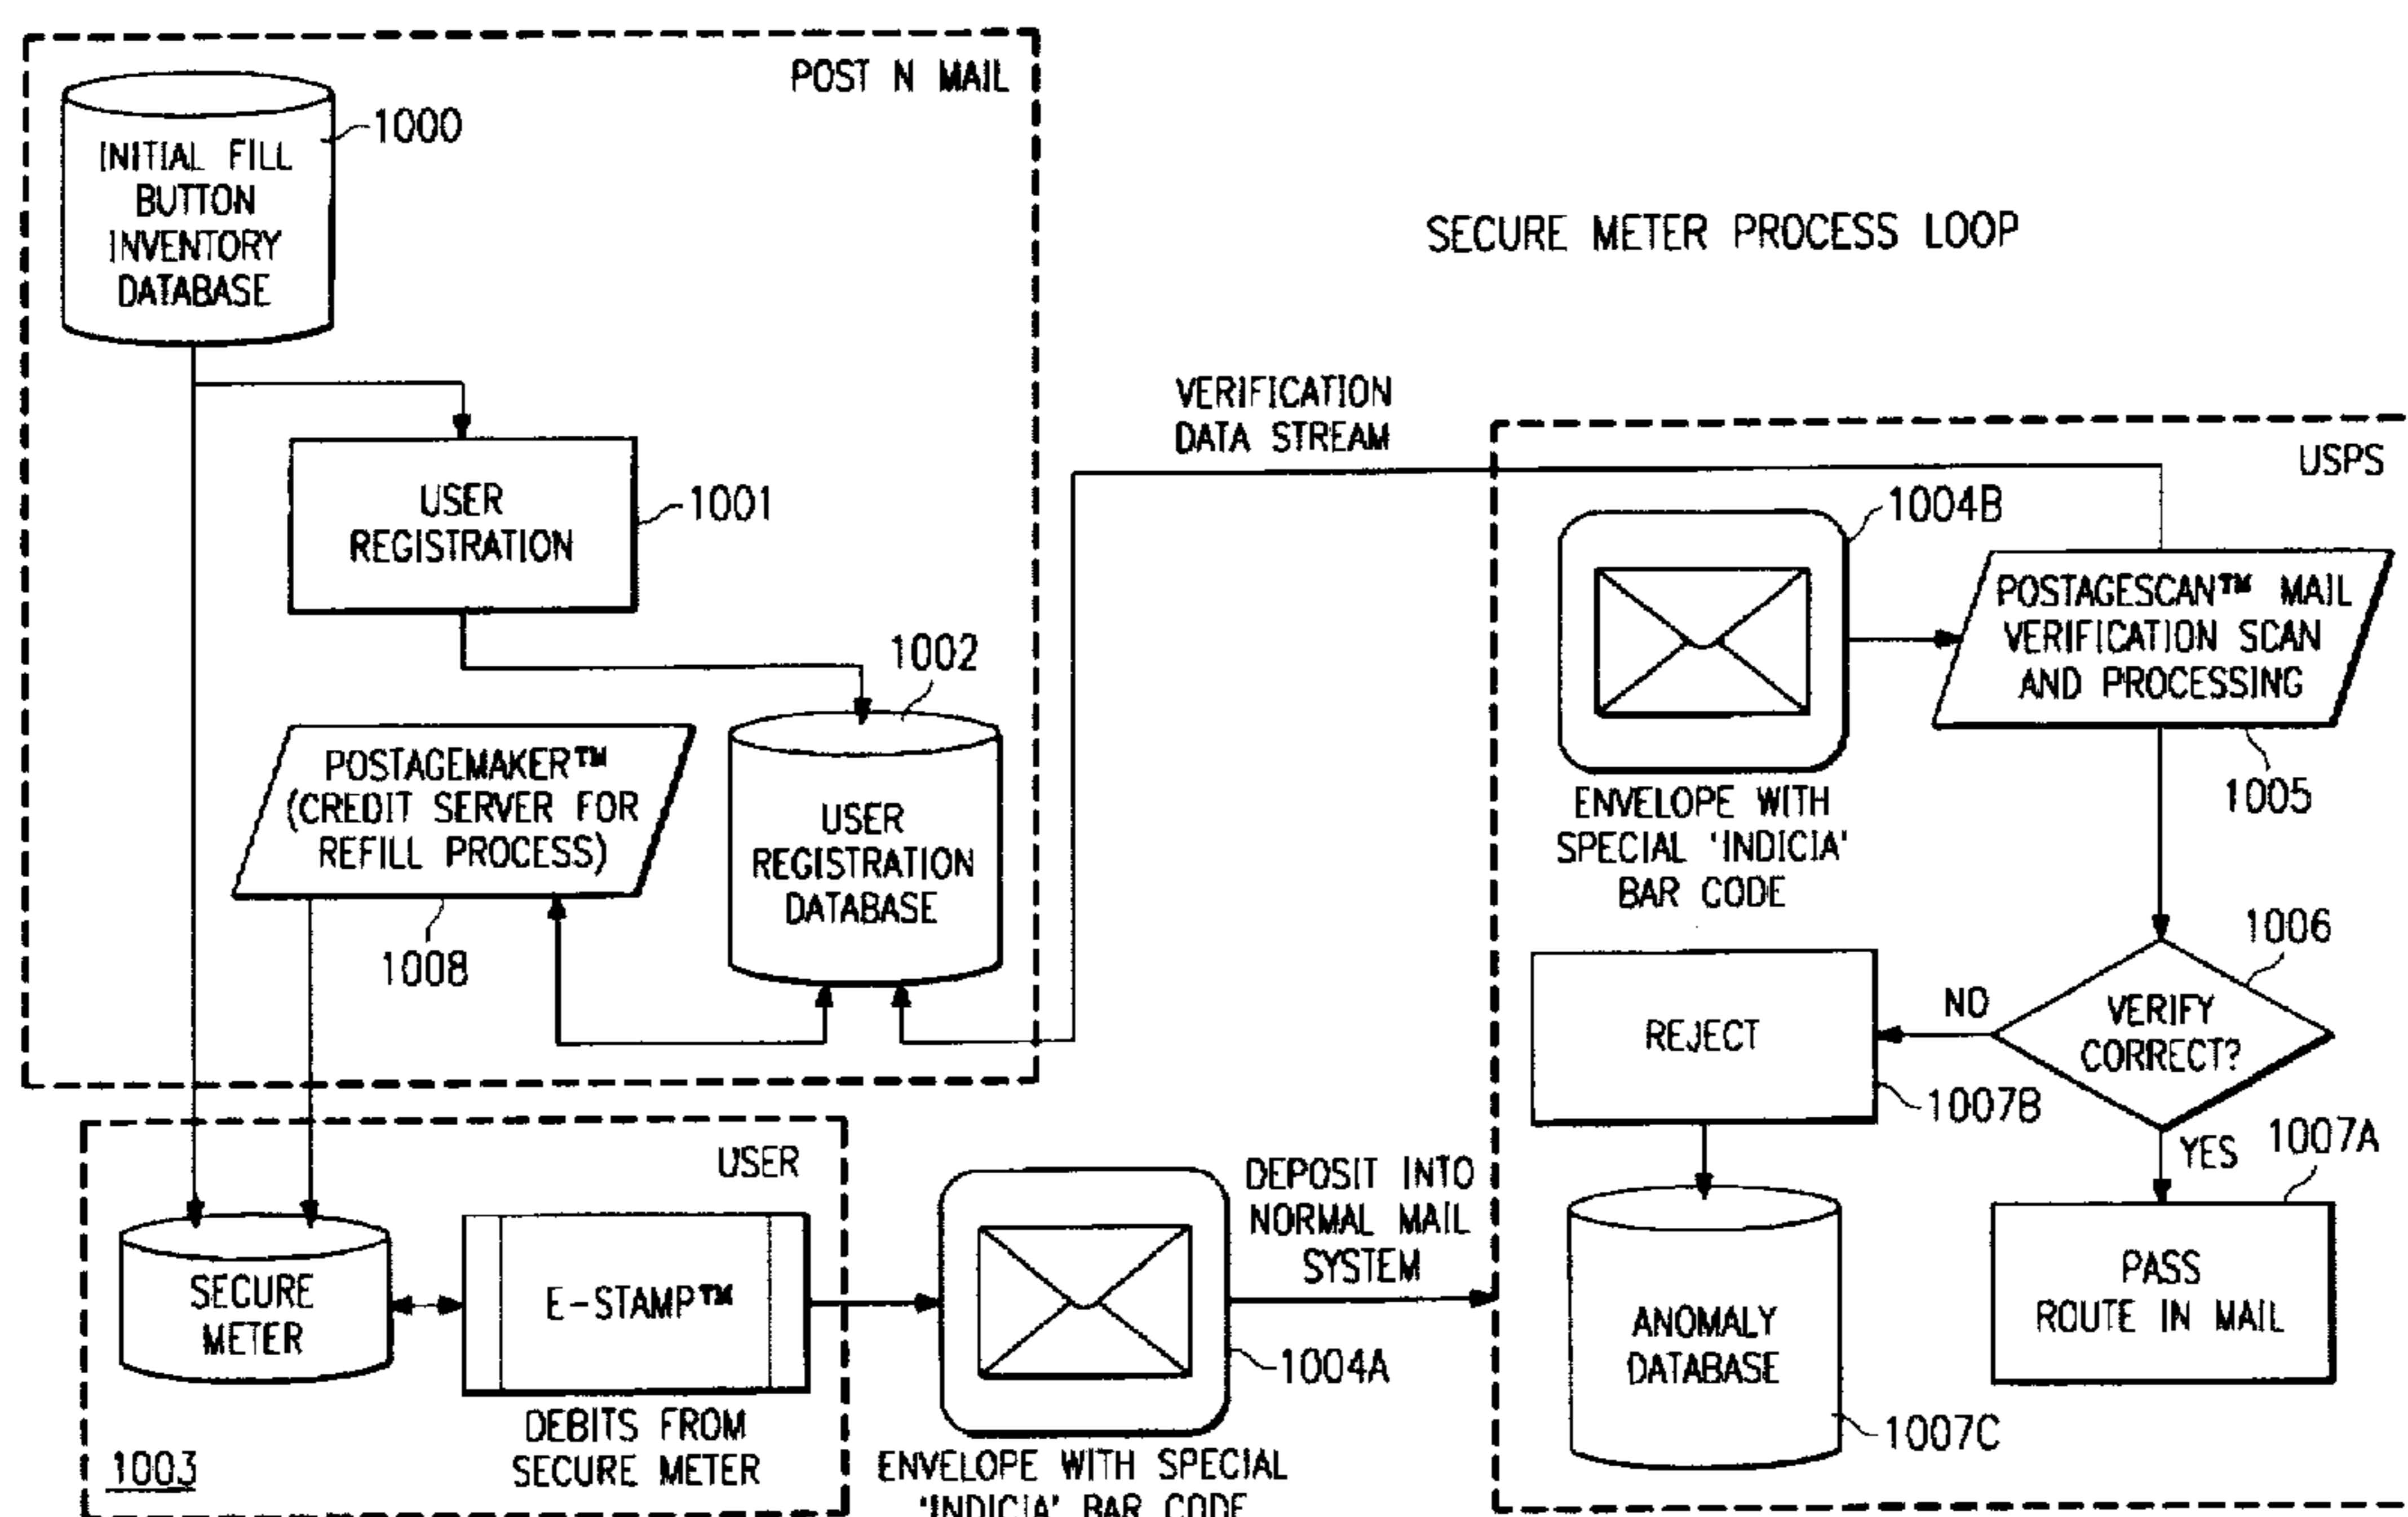 POST N MAIL
1000
INITIAL FILL
BUTTON
INVENTORY
DATABASE
SECURE METER PROCESS LOOP
USER
REGISTRATION
1001
VERIFICATION
DATA STREAM
USPS
1004B
POSTAGESCAN™ MAIL
VERIFICATION SCAN
AND PROCESSING
1005
ENVELOPE WITH
SPECIAL 'INDICIA'
BAR CODE
1002
POSTAGEMAKER™
(CREDIT SERVER FOR
REFILL PROCESS)
1008
USER
REGISTRATION
DATABASE
1006
VERIFY
CORRECT?
NO
REJECT
1007B
YES
1007A
PASS
ROUTE IN MAIL
ANOMALY
DATABASE
1007C
USER
SECURE
METER
E-STAMP™
DEBITS FROM
SECURE METER
1003
DEPOSIT INTO
NORMAL MAIL
SYSTEM
1004A
ENVELOPE WITH SPECIAL
'INDICIA' BAR CODE